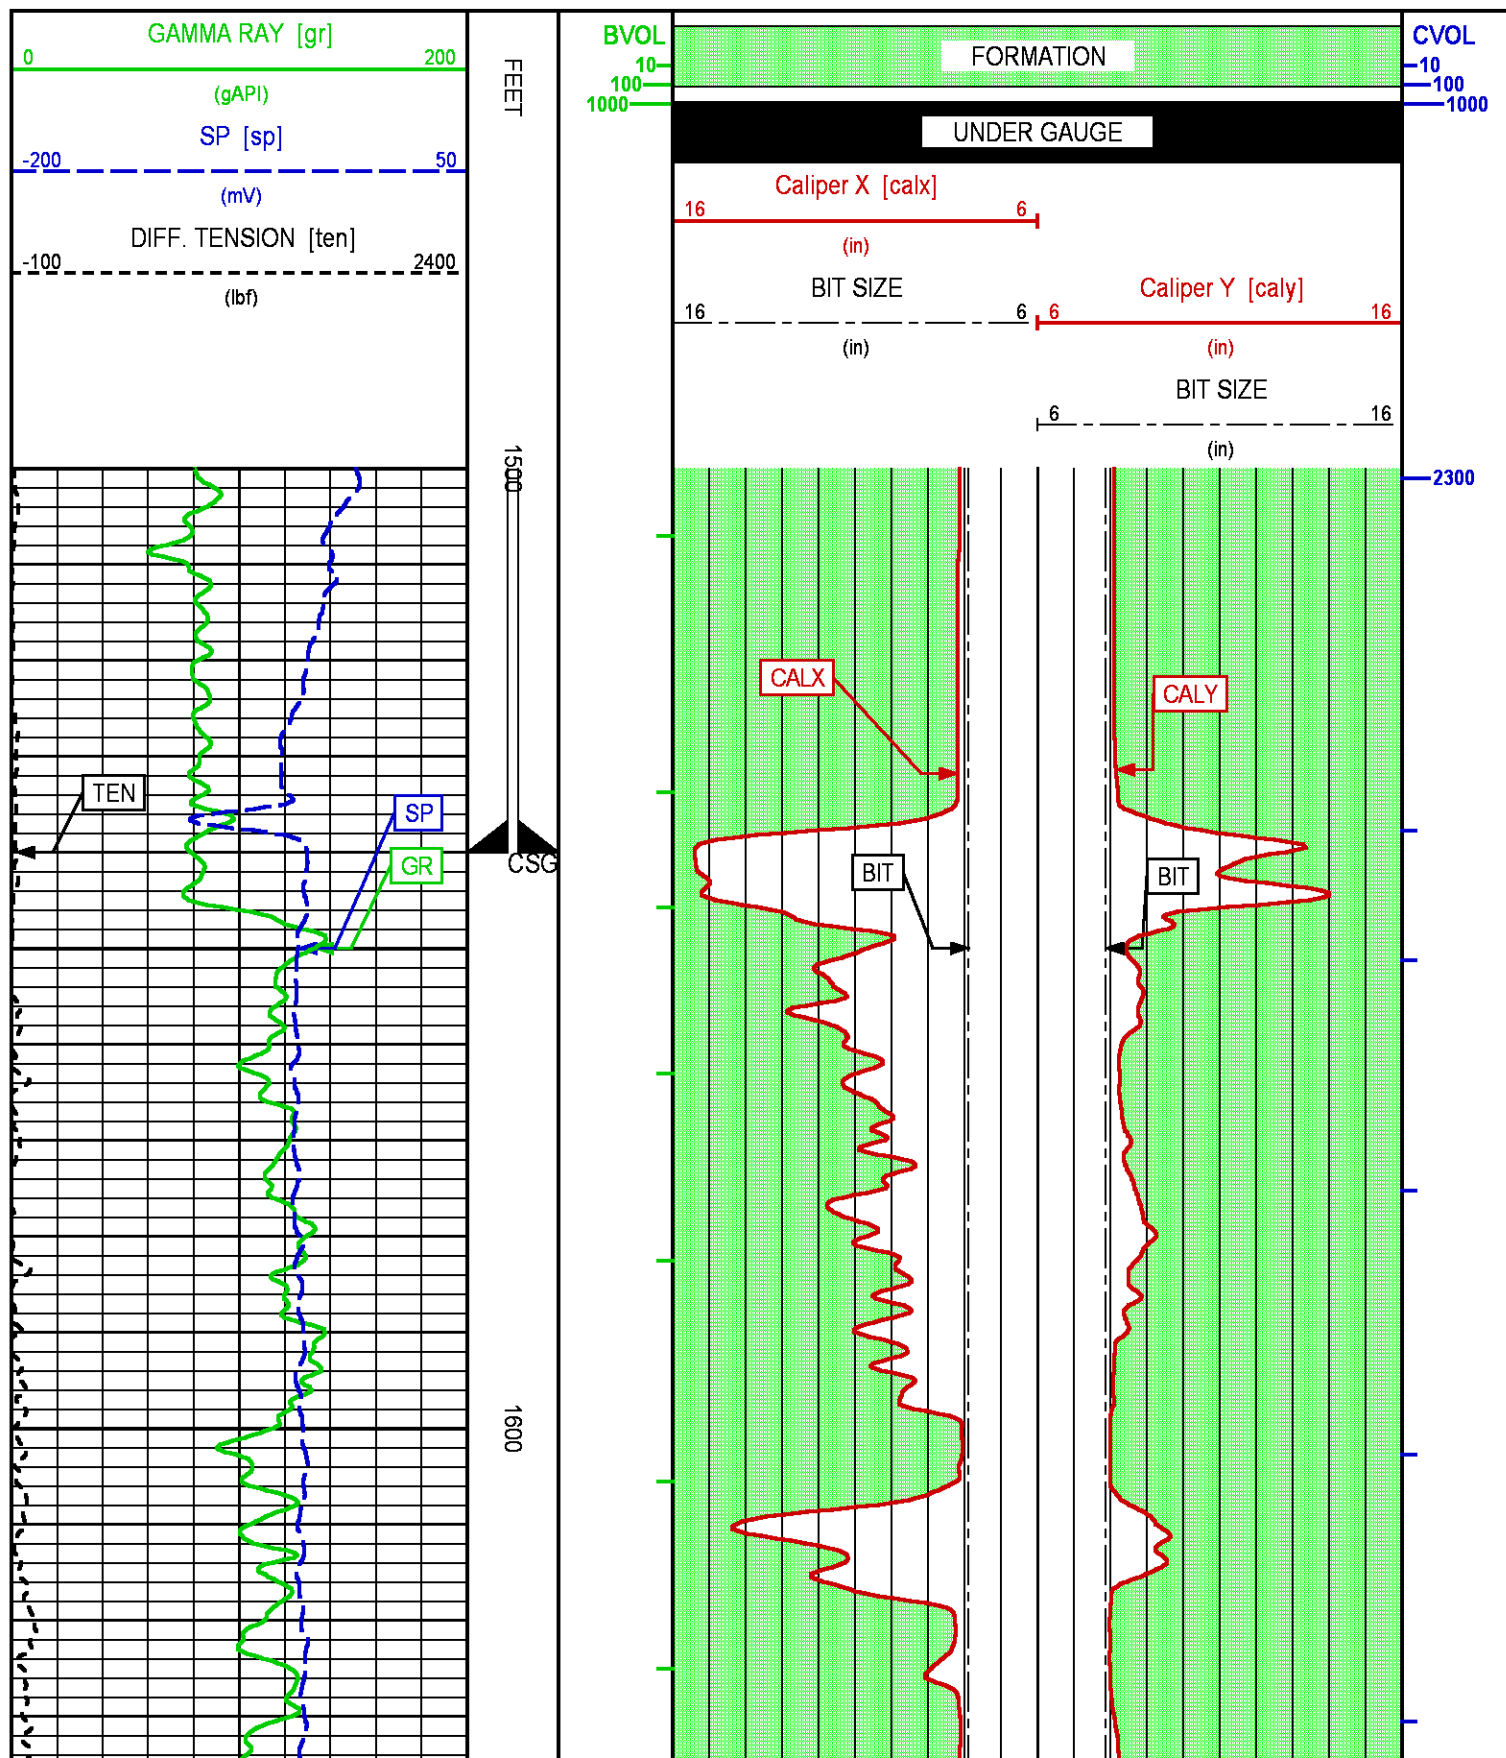 GAMMA RAY [gr]
0 200
(gAPI)
SP [sp]
-200 50
(mV)
DIFF. TENSION [ten]
-100 2400
(lbf)
FEET
BVOL
10
100
1000
FORMATION
UNDER GAUGE
CVOL
10
100
1000
Caliper X [calx]
16 6
(in)
BIT SIZE
16 6
(in)
Caliper Y [caly]
6 16
(in)
BIT SIZE
6 16
(in)
1500
2300
CALX
CALY
TEN
SP
GR
CSG
BIT
BIT
1600